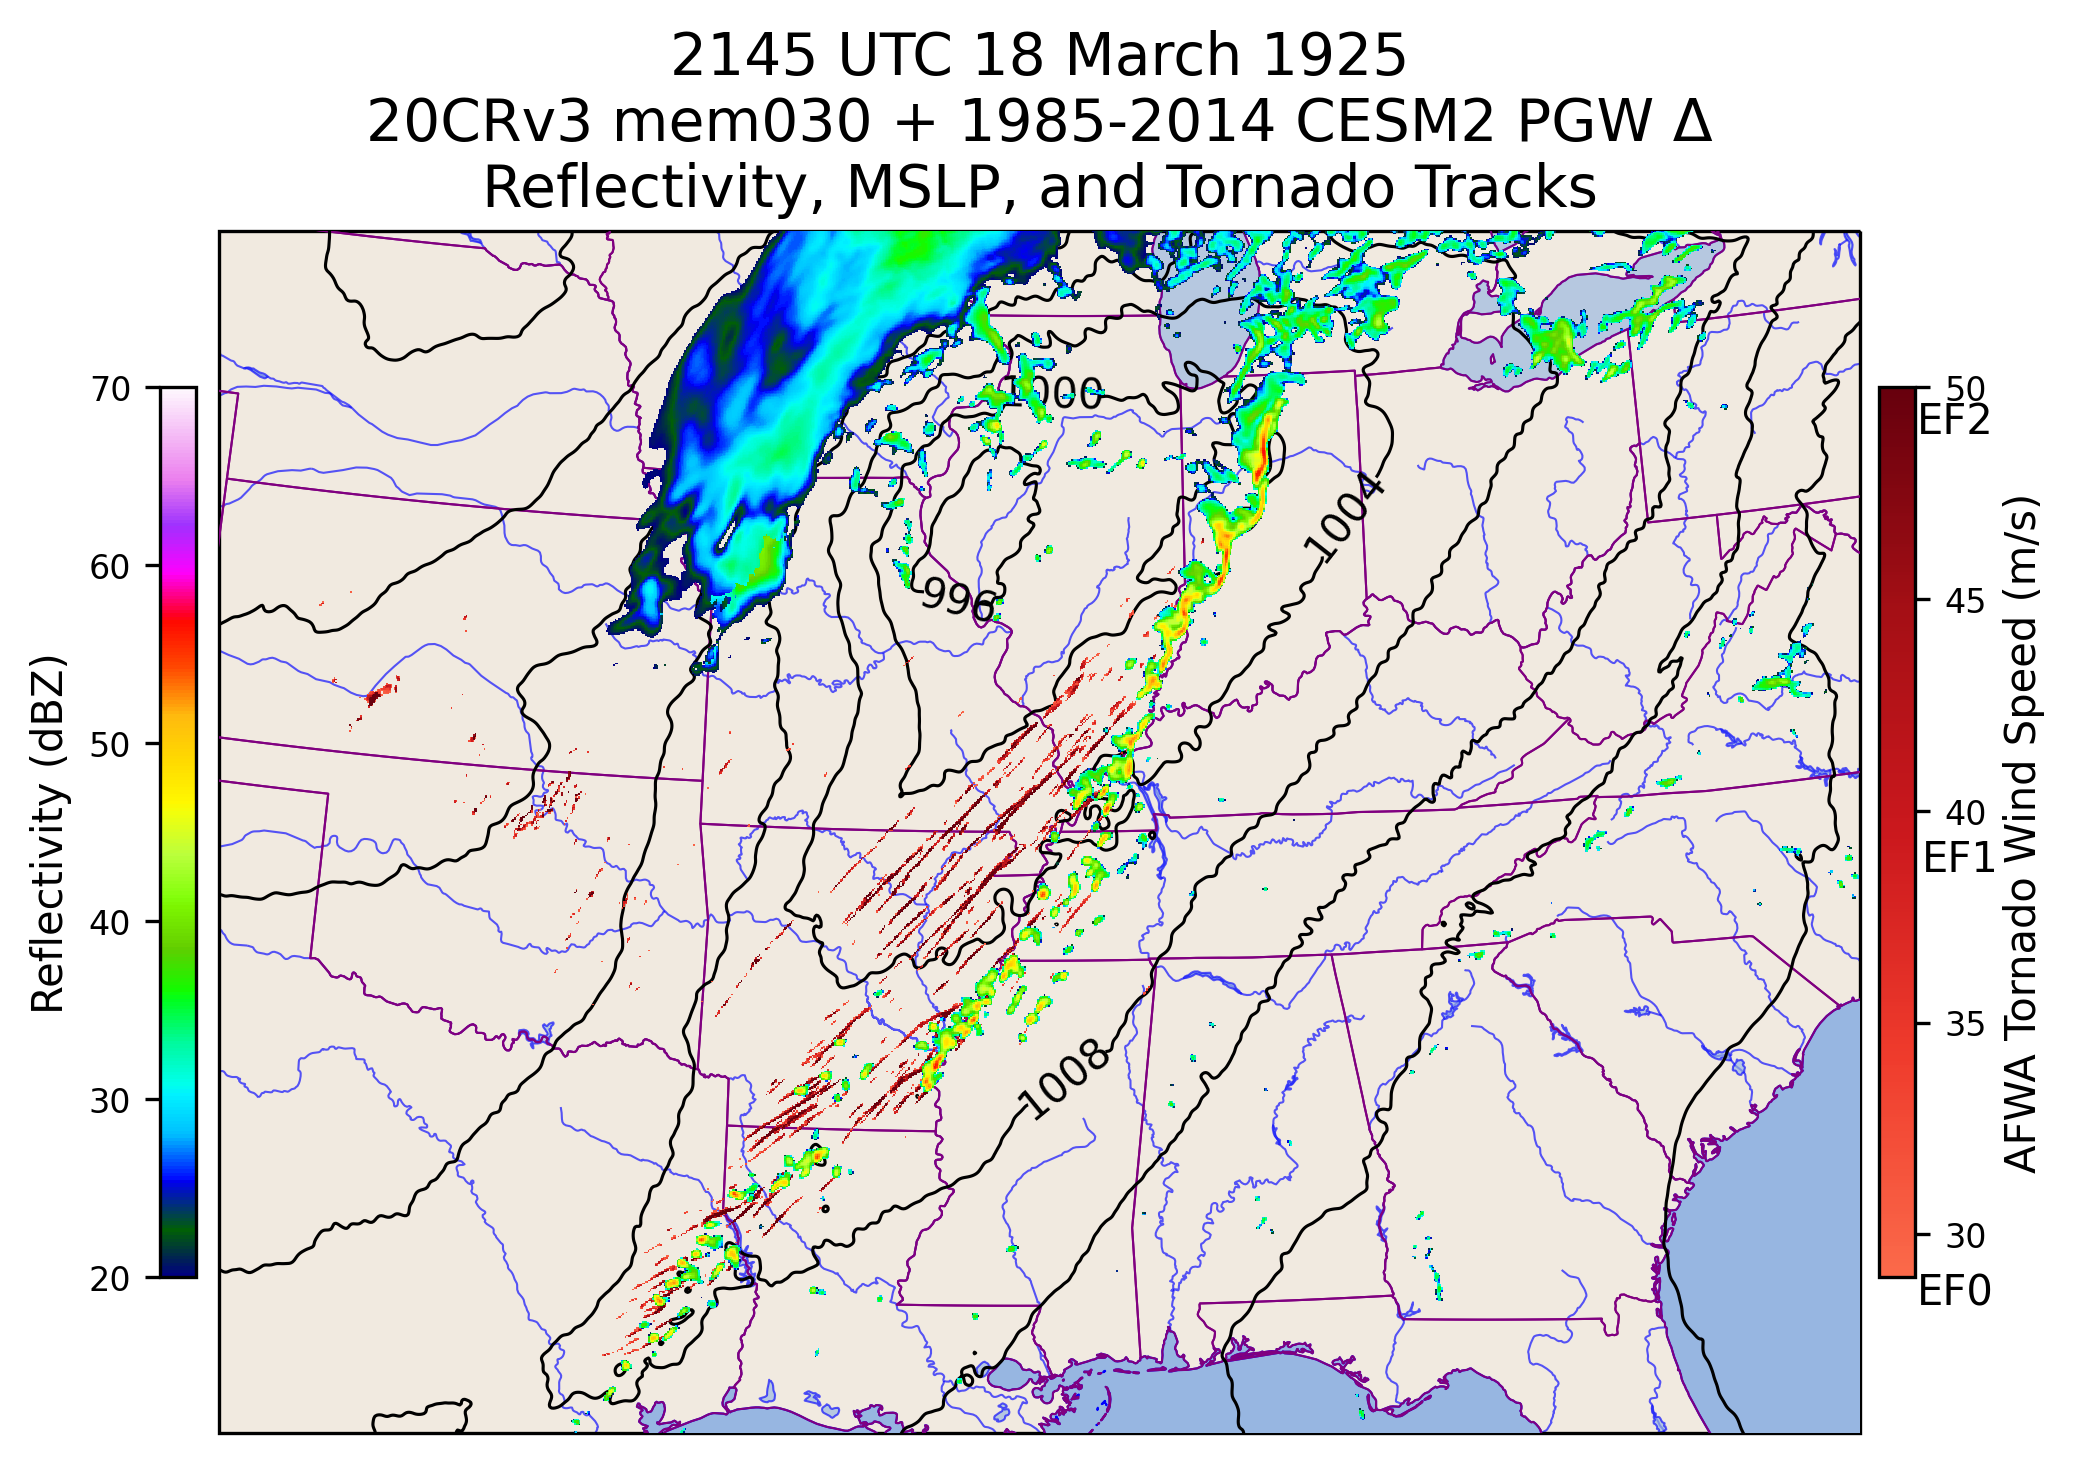 2145 UTC 18 March 1925
20CRv3 mem030 + 1985-2014 CESM2 PGW Δ
Reflectivity, MSLP, and Tornado Tracks
70
60
50
40
30
20
Reflectivity (dBZ)
1000
1004
996
1008
50
EF2
45
40
EF1
35
30
EF0
AFWA Tornado Wind Speed (m/s)